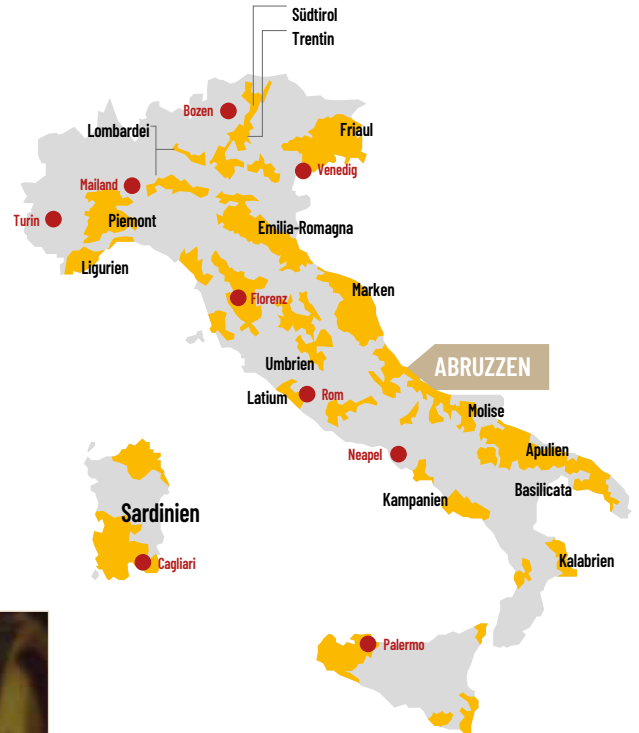 Südtirol
Trentin
Bozen
Lombardei
Friaul
Venedig
Mailand
Turin
Piemont
Emilia-Romagna
Ligurien
Marken
Florenz
Umbrien
ABRUZZEN
Latium
Rom
Molise
Neapel
Apulien
Basilicata
Kampanien
Sardinien
Kalabrien
Cagliari
Palermo